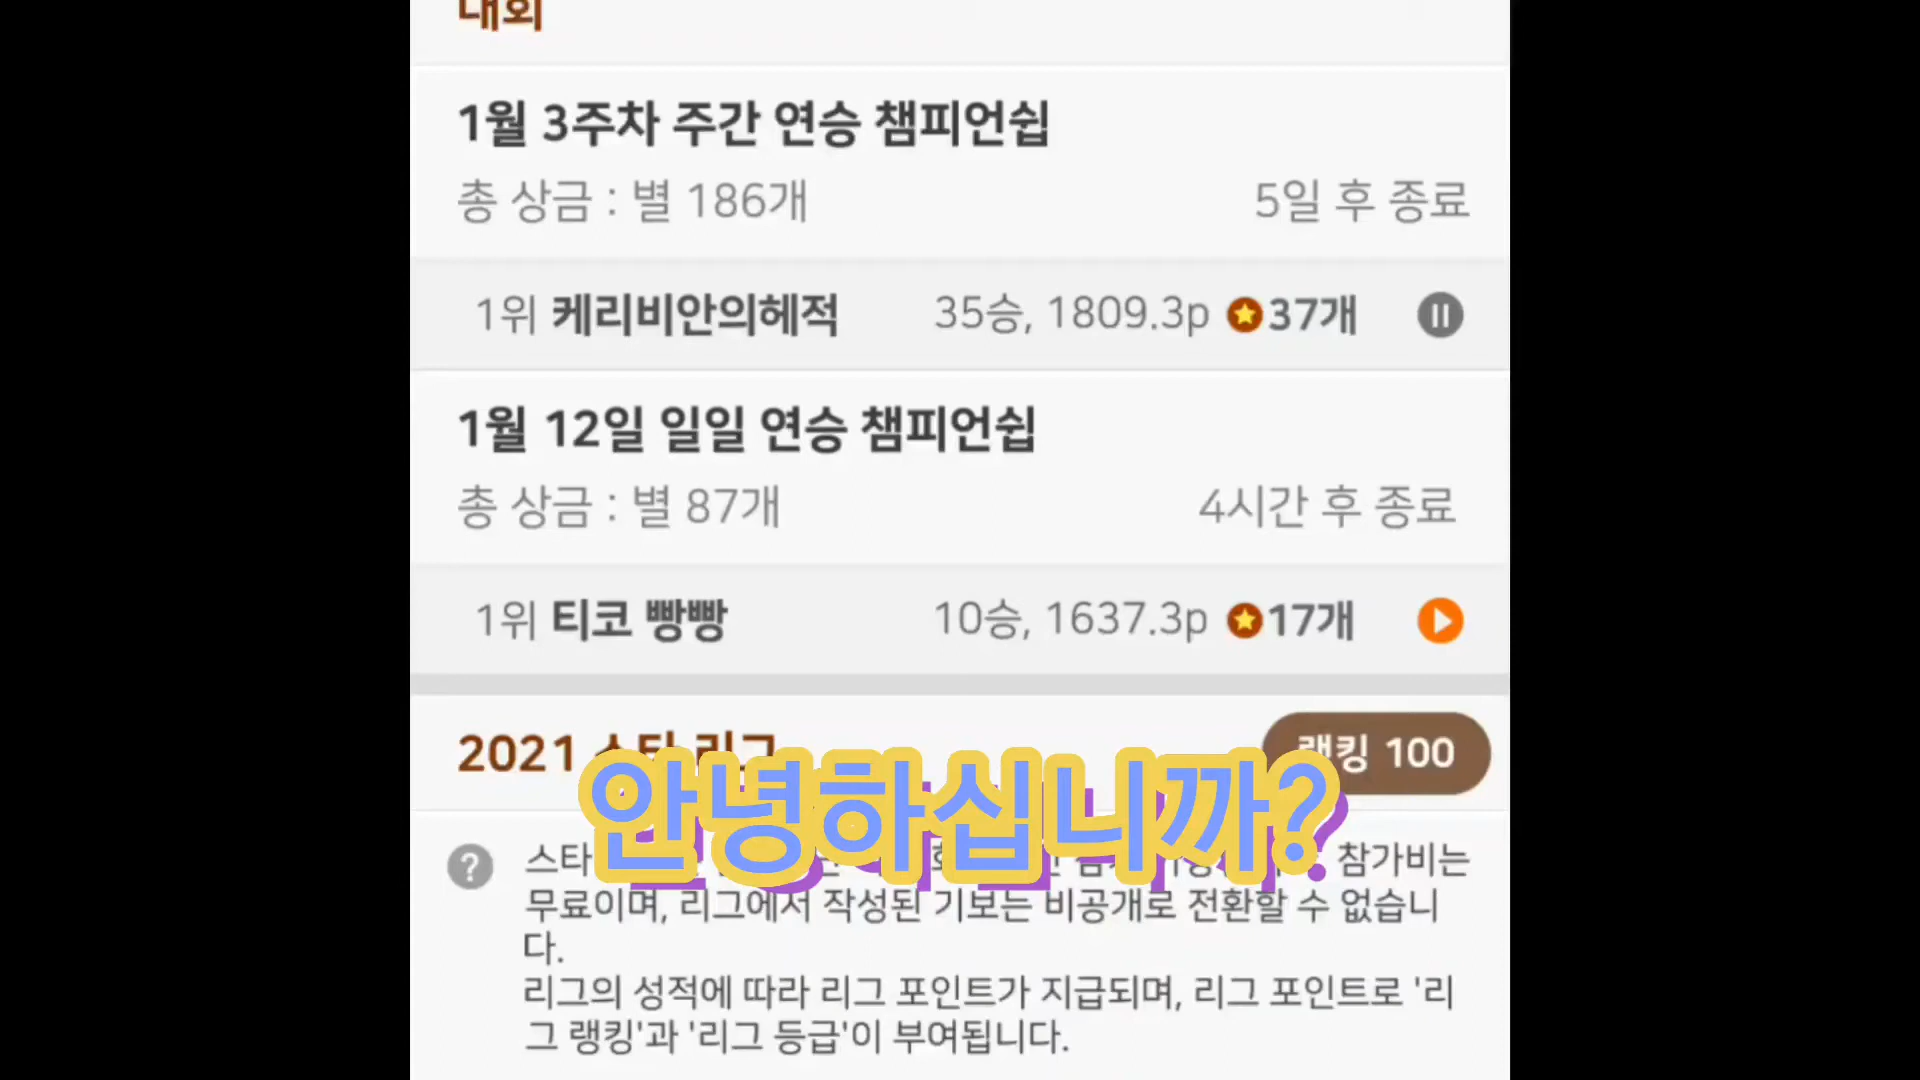 대회
1월 3주차 주간 연승 챔피언쉽
총 상금 : 별 186개 5일 후 종료
1위 케리비안의헤적 35승, 1809.3p 37개
1월 12일 일일 연승 챔피언쉽
총 상금 : 별 87개 4시간 후 종료
1위 티코 빵빵 10승, 1637.3p 17개
2021 스타 리그 랭킹 100
안녕하십니까?
스타 참가비는
무료이며, 리그에서 작성된 기보는 비공개로 전환할 수 없습니
다.
리그의 성적에 따라 리그 포인트가 지급되며, 리그 포인트로 '리
그 랭킹'과 '리그 등급'이 부여됩니다.